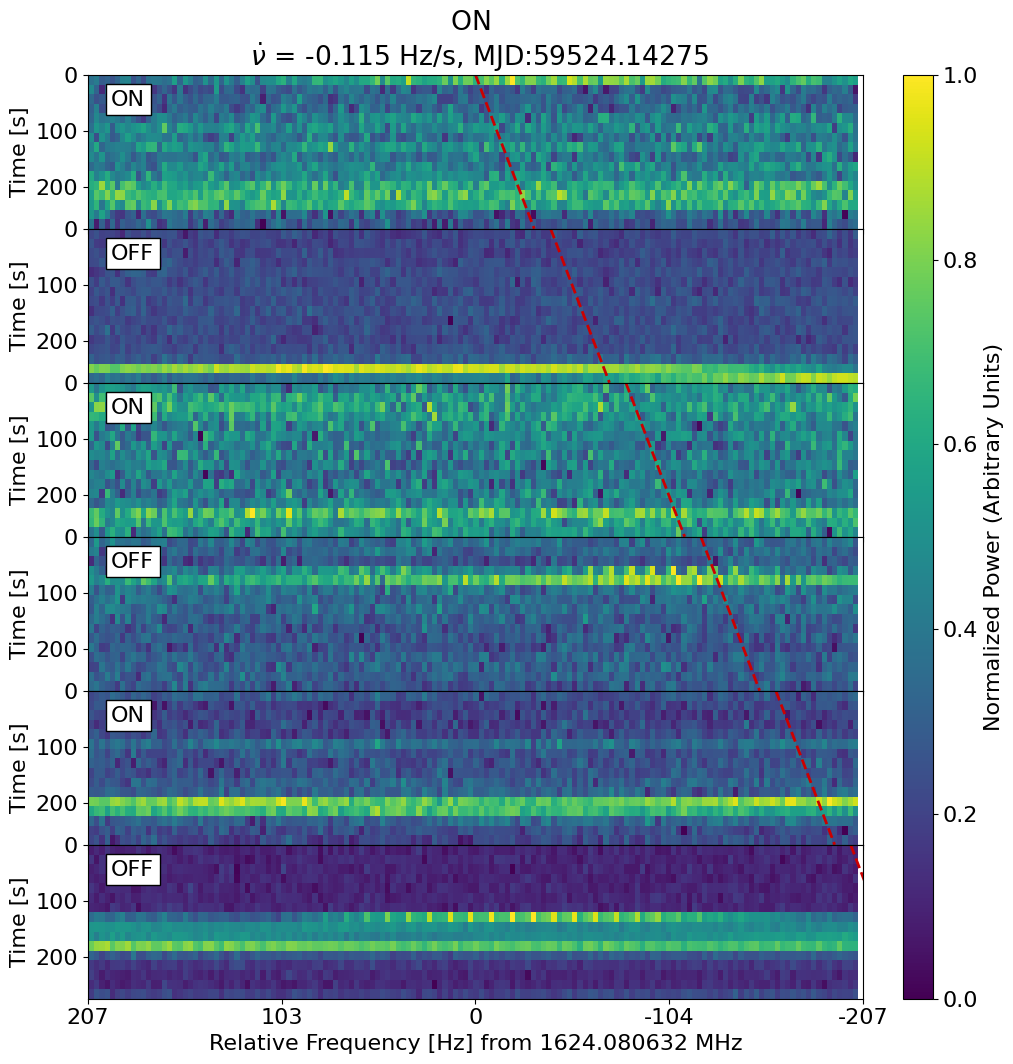 ON
ν̇ = -0.115 Hz/s, MJD:59524.14275
0
100
200
Time [s]
ON
0
100
200
Time [s]
OFF
0
100
200
Time [s]
ON
0
100
200
Time [s]
OFF
0
100
200
Time [s]
ON
0
100
200
Time [s]
OFF
207 103 0 -104 -207
Relative Frequency [Hz] from 1624.080632 MHz
1.0
0.8
0.6
0.4
0.2
0.0
Normalized Power (Arbitrary Units)